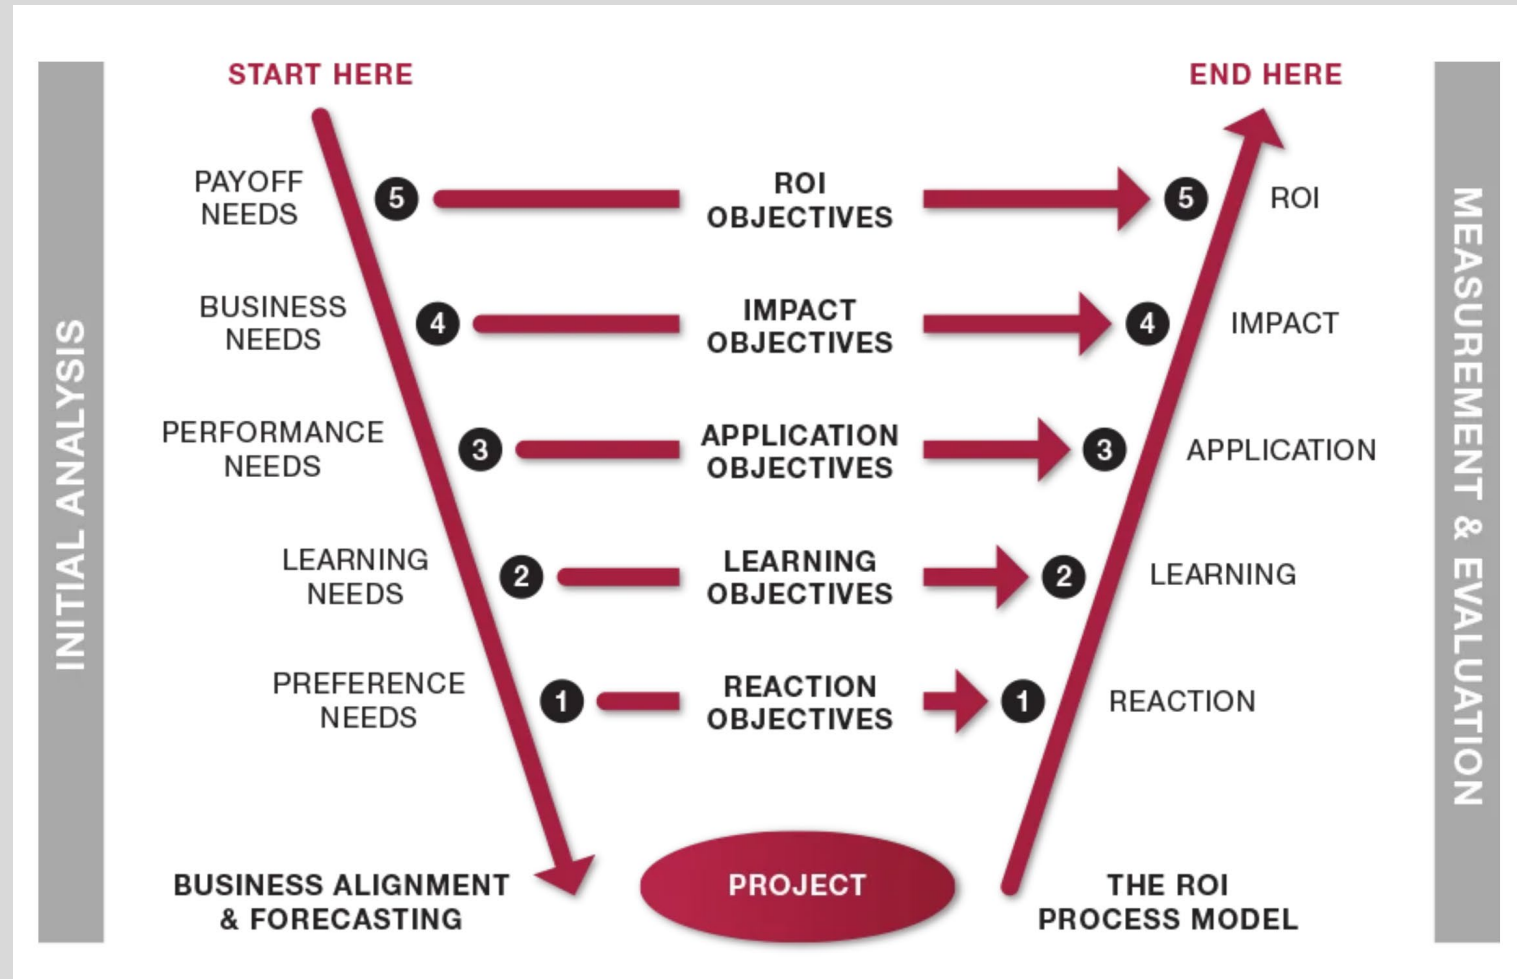 START HERE
END HERE
INITIAL ANALYSIS
PAYOFF
NEEDS
5
ROI
OBJECTIVES
5
ROI
BUSINESS
NEEDS
4
IMPACT
OBJECTIVES
4
IMPACT
PERFORMANCE
NEEDS
3
APPLICATION
OBJECTIVES
3
APPLICATION
LEARNING
NEEDS
2
LEARNING
OBJECTIVES
2
LEARNING
PREFERENCE
NEEDS
1
REACTION
OBJECTIVES
1
REACTION
BUSINESS ALIGNMENT
& FORECASTING
PROJECT
THE ROI
PROCESS MODEL
MEASUREMENT & EVALUATION